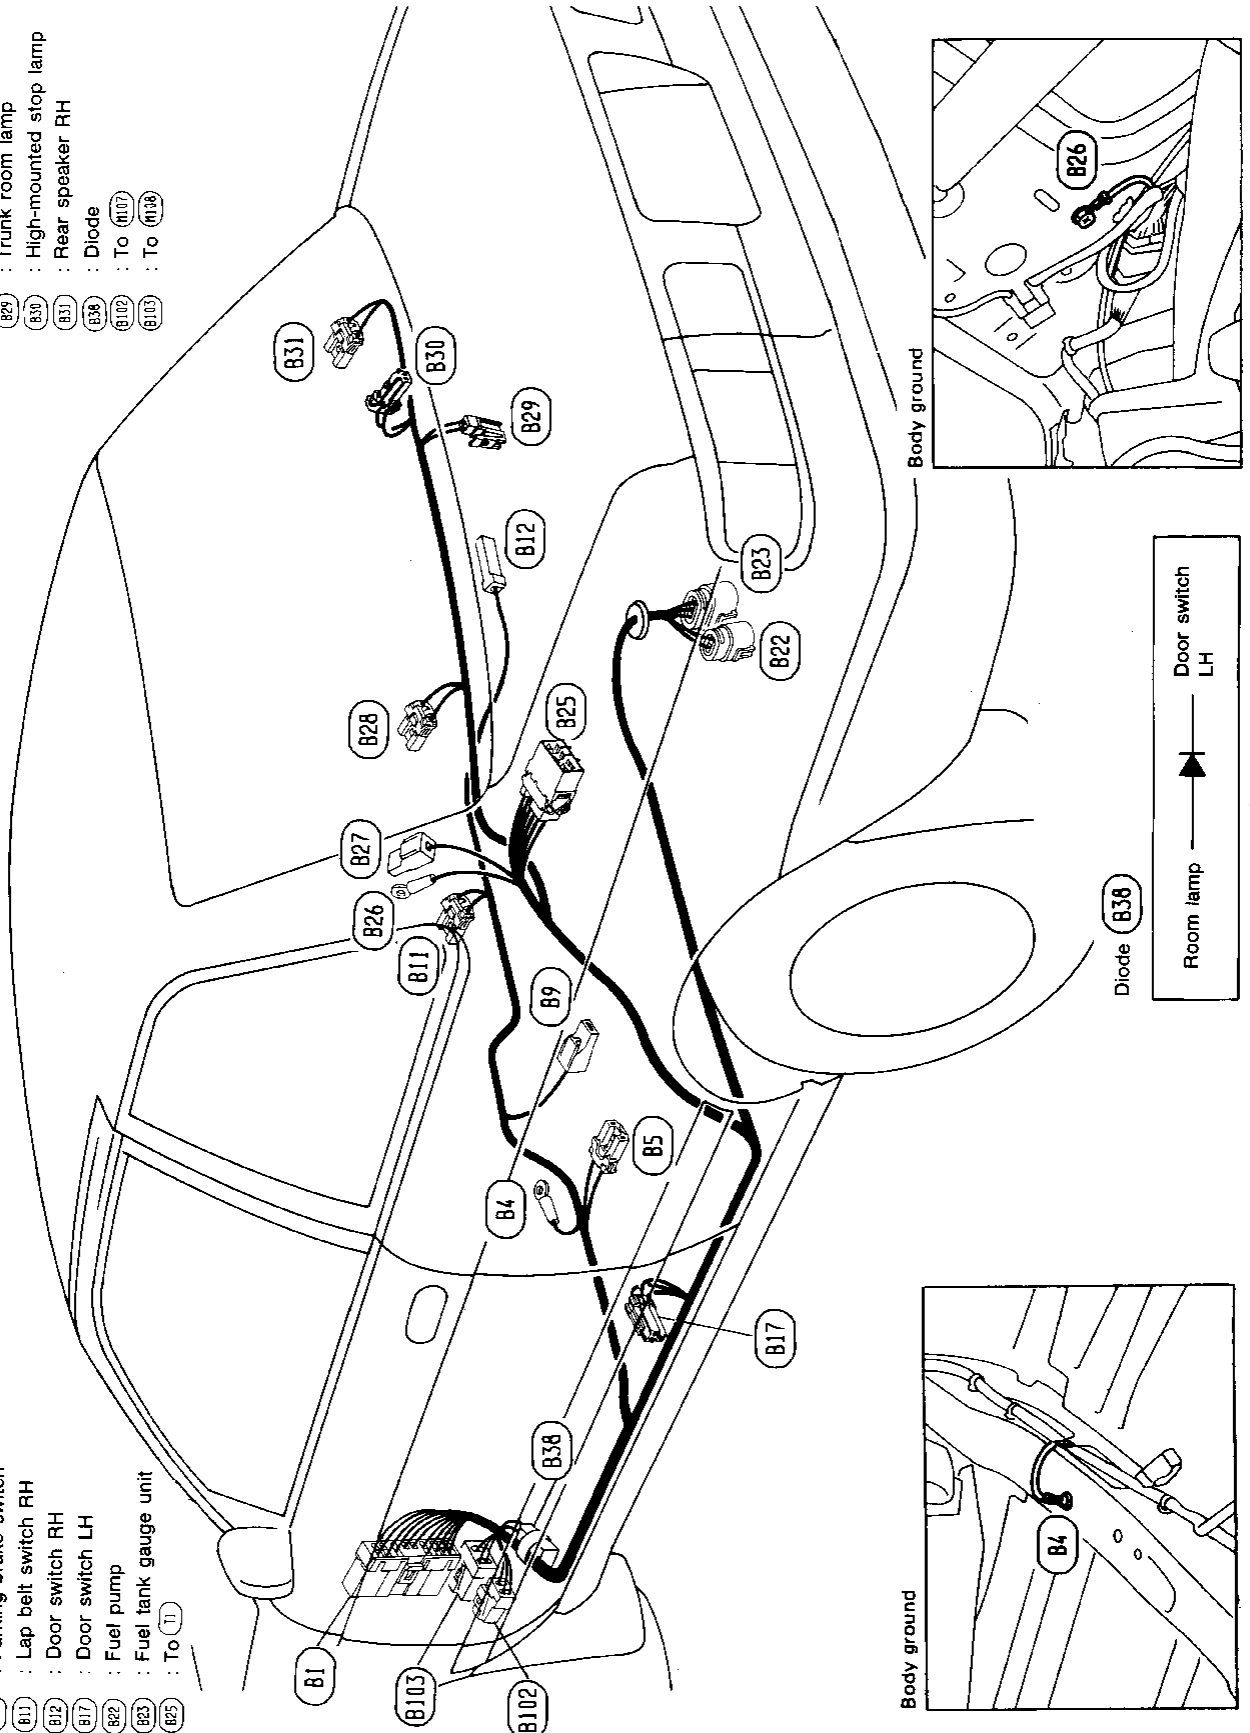 : Parking brake switch
B11 : Lap belt switch RH
B12 : Door switch RH
B17 : Door switch LH
B22 : Fuel pump
B23 : Fuel tank gauge unit
B25 : To T1
B29 : Trunk room lamp
B30 : High-mounted stop lamp
B31 : Rear speaker RH
B38 : Diode
B102 : To M107
B103 : To M108
B31
B30
B29
B12
B28
B25
B23
B22
B27
B26
B11
B9
B5
B4
B17
B38
B1
B103
B102
Body ground
B4
Diode B38
Room lamp
Door switch
LH
Body ground
B26